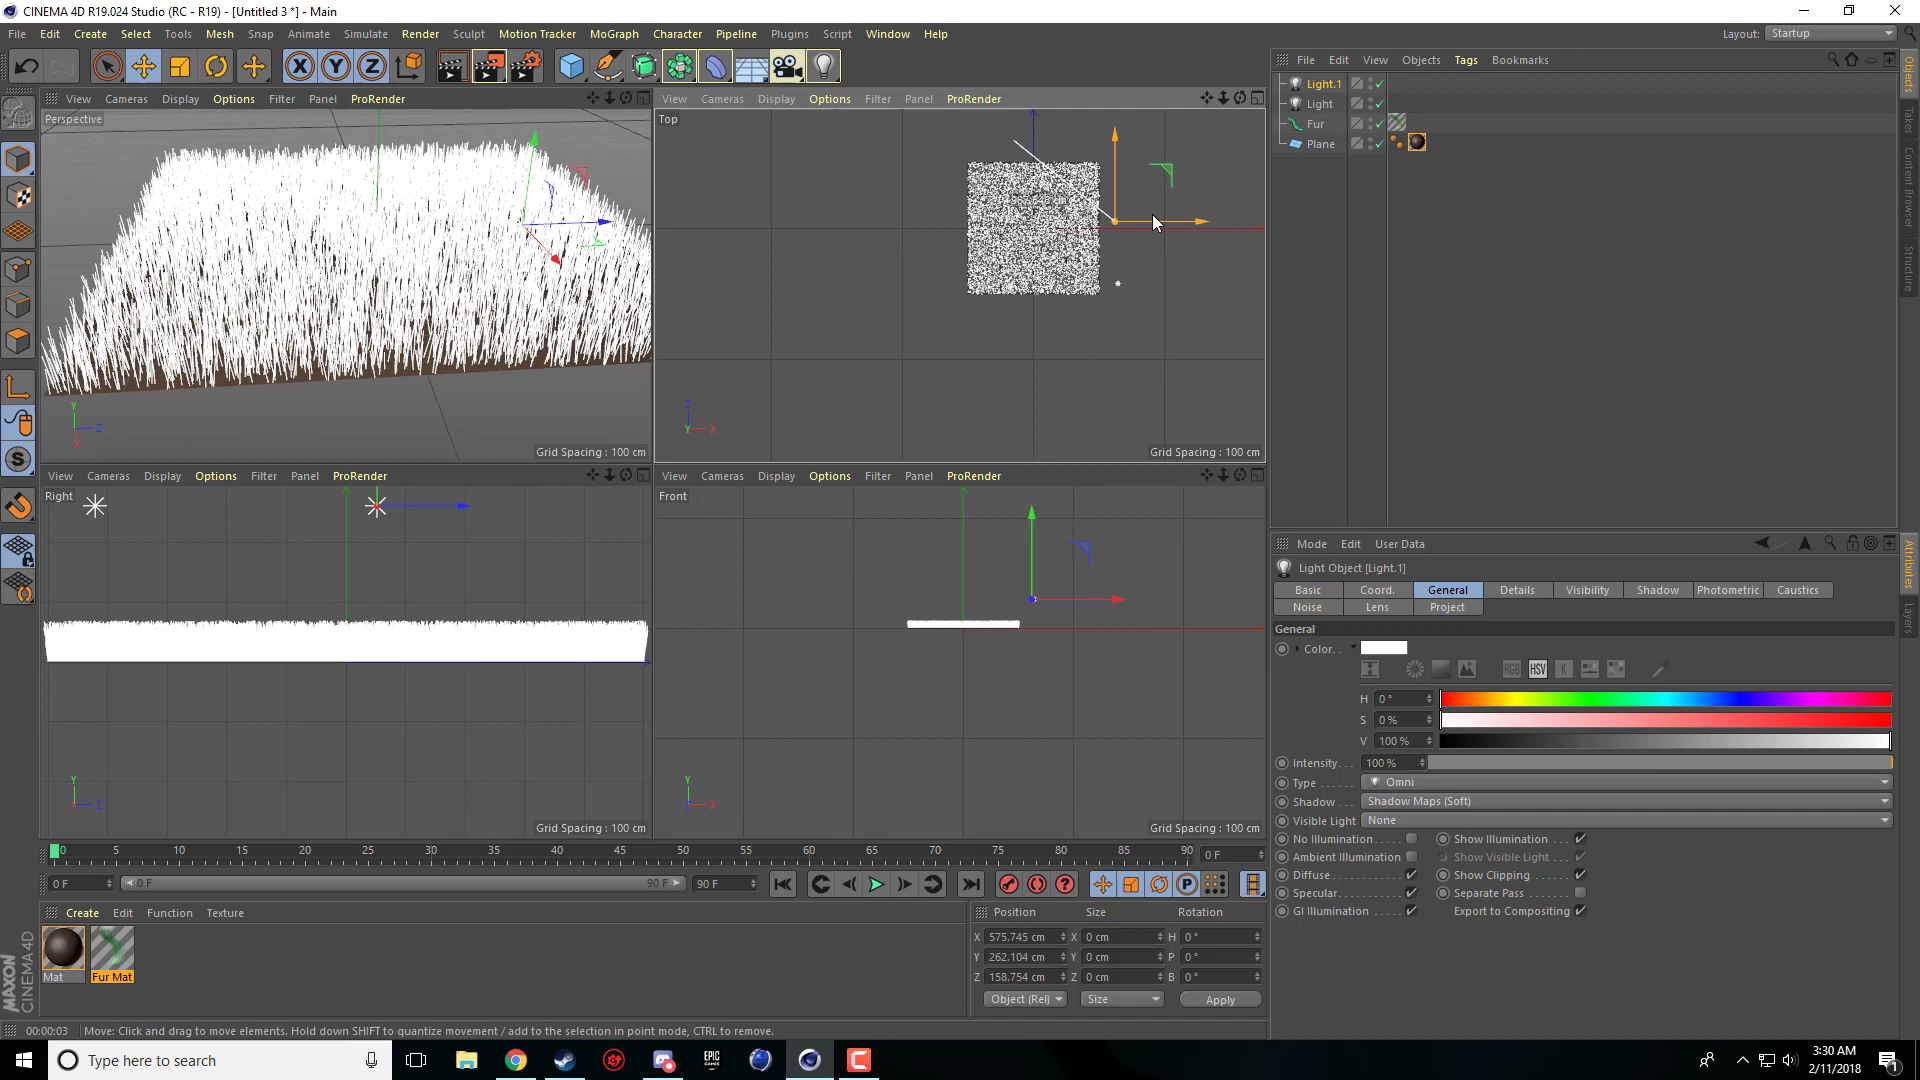 CINEMA 4D R19.024 Studio (RC - R19) - [Untitled 3 *] - Main
File Edit Create Select Tools Mesh Snap Animate Simulate Render Sculpt Motion Tracker MoGraph Character Pipeline Plugins Script Window Help Layout: Startup
X Y Z
File Edit View Objects Tags Bookmarks
Light.1
Light
Fur
Plane
View Cameras Display Options Filter Panel ProRender
Perspective
Y
Z
X
Grid Spacing : 100 cm
View Cameras Display Options Filter Panel ProRender
Top
Z
Y X
Grid Spacing : 100 cm
View Cameras Display Options Filter Panel ProRender
Right
Y
Z
Grid Spacing : 100 cm
View Cameras Display Options Filter Panel ProRender
Front
Y
X
Grid Spacing : 100 cm
Objects
Takes
Content Browser
Structure
Attributes
Layers
Mode Edit User Data
Light Object [Light.1]
Basic Coord. General Details Visibility Shadow Photometric Caustics
Noise Lens Project
General
Color. .
RGB HSV K
H 0 °
S 0 %
V 100 %
Intensity. . . 100 %
Type . . . . . . Omni
Shadow . . . Shadow Maps (Soft)
Visible Light None
No Illumination. Show Illumination . . .
Ambient Illumination Show Visible Light
Diffuse. . . . . . . . . . Show Clipping. . . . . . .
Specular. . . . . . . . . Separate Pass . . . . . .
GI Illumination . . . . . Export to Compositing
0 5 10 15 20 25 30 35 40 45 50 55 60 65 70 75 80 85 90 0 F
0 F 0 F 90 F 90 F P
Create Edit Function Texture
Mat Fur Mat
MAXON
CINEMA 4D
Position Size Rotation
X 575.745 cm X 0 cm H 0 °
Y 262.104 cm Y 0 cm P 0 °
Z 158.754 cm Z 0 cm B 0 °
Object (Rel) Size Apply
00:00:03 Move: Click and drag to move elements. Hold down SHIFT to quantize movement / add to the selection in point mode, CTRL to remove.
Type here to search
EPIC
GAMES
3:30 AM
2/11/2018
1